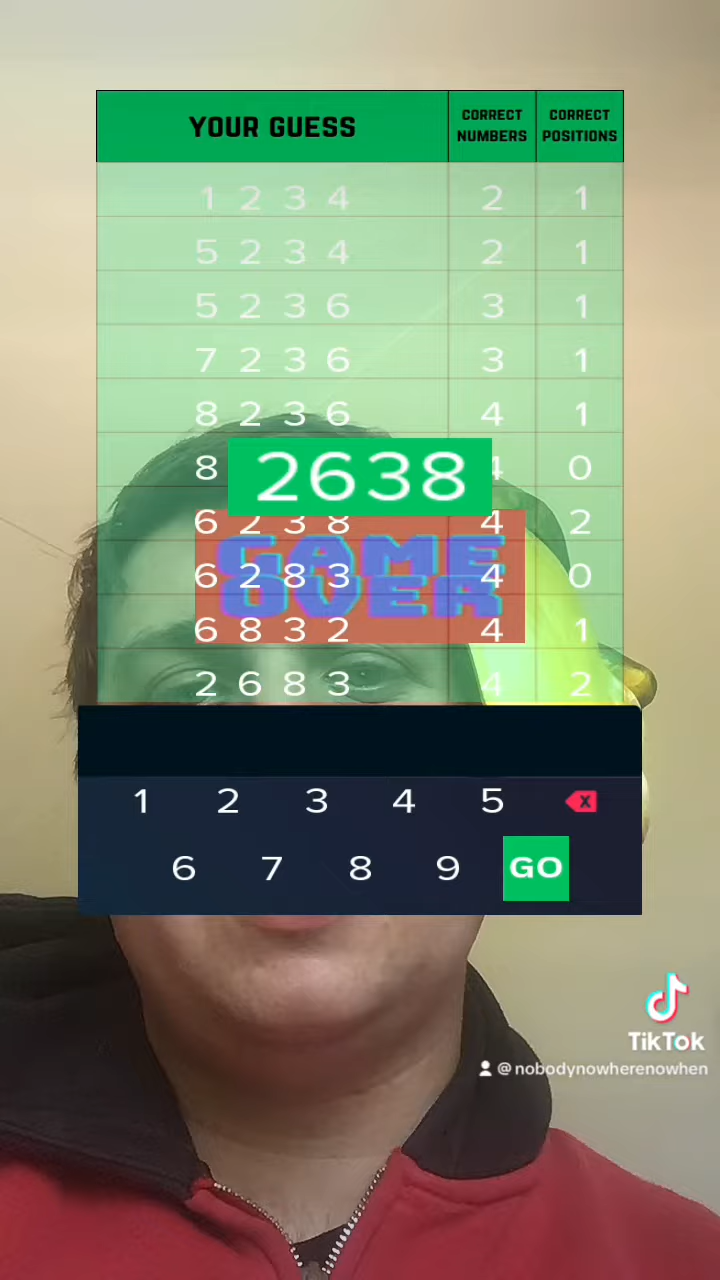 YOUR GUESS CORRECT NUMBERS CORRECT POSITIONS
1 2 3 4 2 1
5 2 3 4 2 1
5 2 3 6 3 1
7 2 3 6 3 1
8 2 3 6 4 1
8 4 0
2638
6 2 3 8 4 2
GAME
OVER
6 2 8 3 4 0
6 8 3 2 4 1
2 6 8 3 4 2
1 2 3 4 5 x
6 7 8 9 GO
TikTok
@nobodynowherenowhen